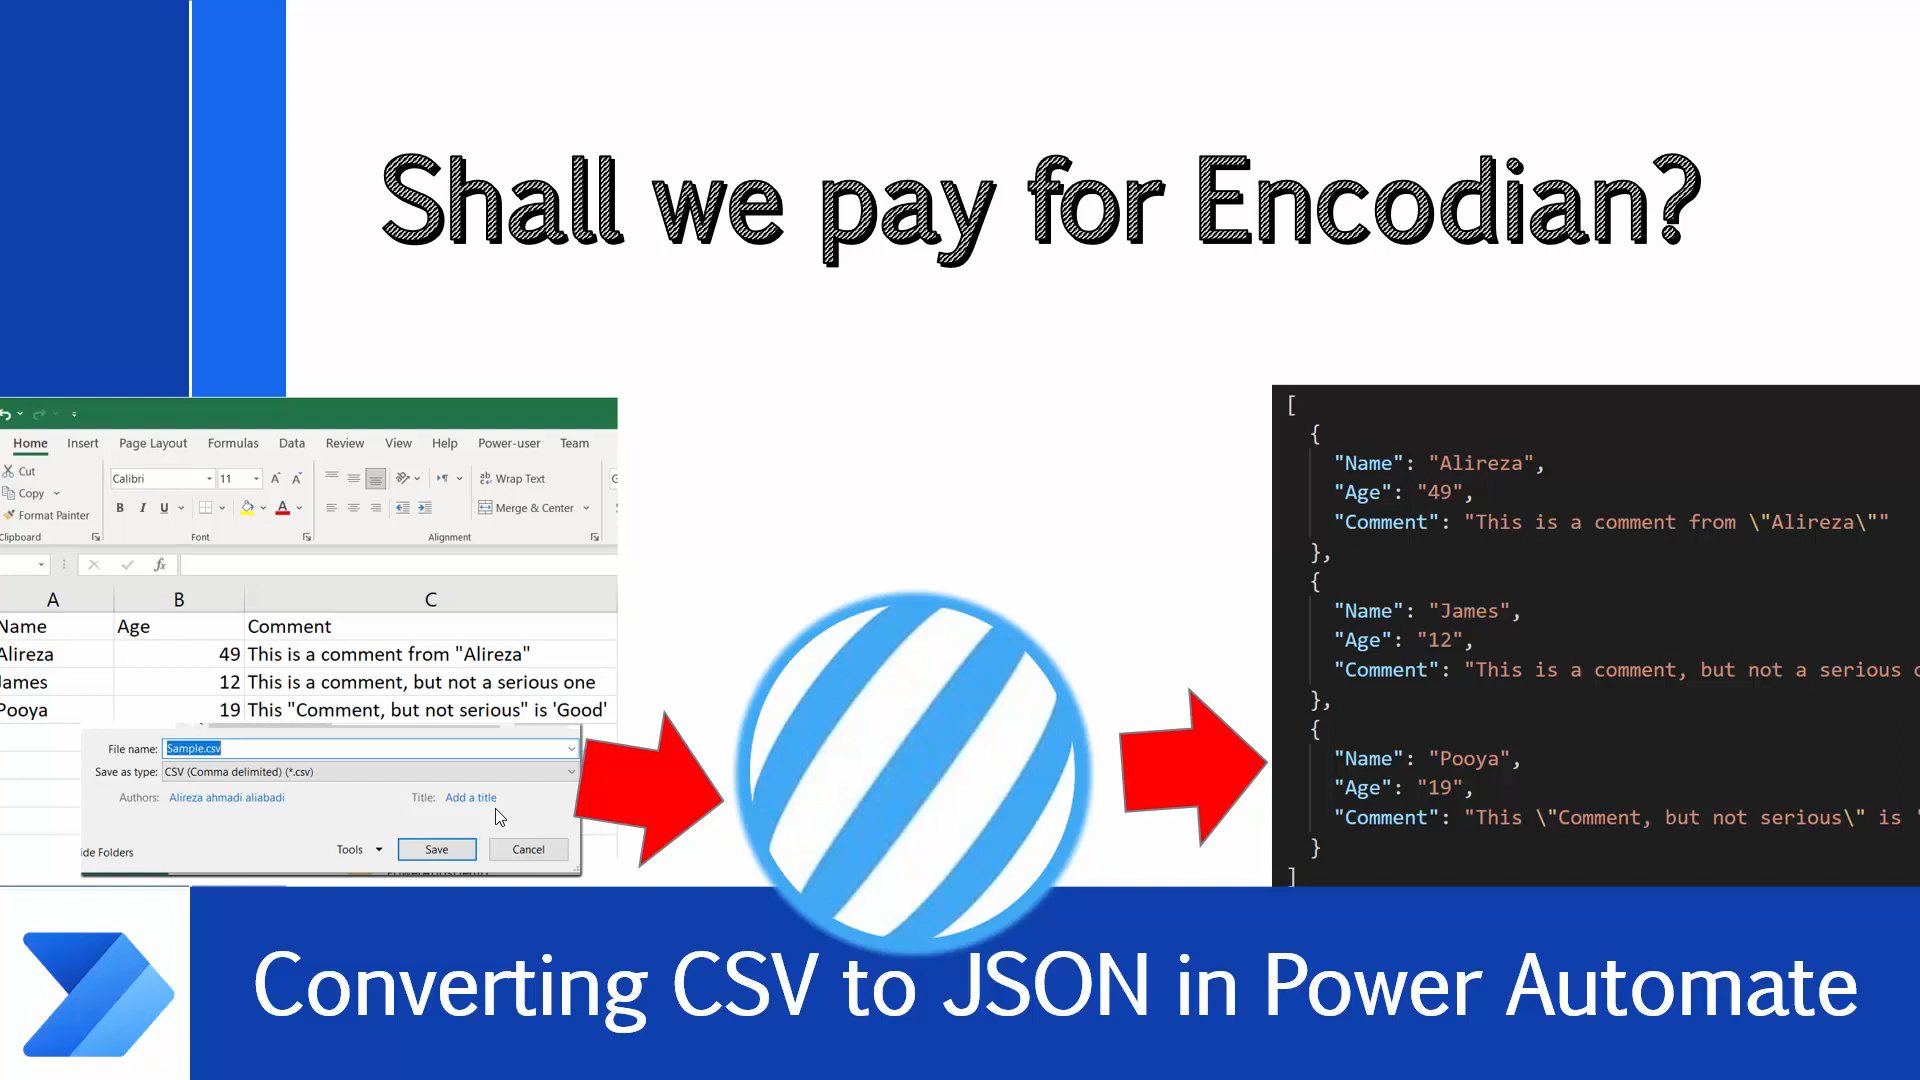 Shall we pay for Encodian?
Home Insert Page Layout Formulas Data Review View Help Power-user Team
Cut
Copy
Format Painter
Calibri 11
Wrap Text
B I U
Merge & Center
Clipboard Font Alignment
fx
A B C
Name Age Comment
Alireza 49 This is a comment from "Alireza"
James 12 This is a comment, but not a serious one
Pooya 19 This "Comment, but not serious" is 'Good'
File name: Sample.csv
Save as type: CSV (Comma delimited) (*.csv)
Authors: Alireza ahmadi aliabadi Title: Add a title
ide Folders Tools Save Cancel
[
{
"Name": "Alireza",
"Age": "49",
"Comment": "This is a comment from \"Alireza\""
},
{
"Name": "James",
"Age": "12",
"Comment": "This is a comment, but not a serious
},
{
"Name": "Pooya",
"Age": "19",
"Comment": "This \"Comment, but not serious\" is '
}
]
Converting CSV to JSON in Power Automate